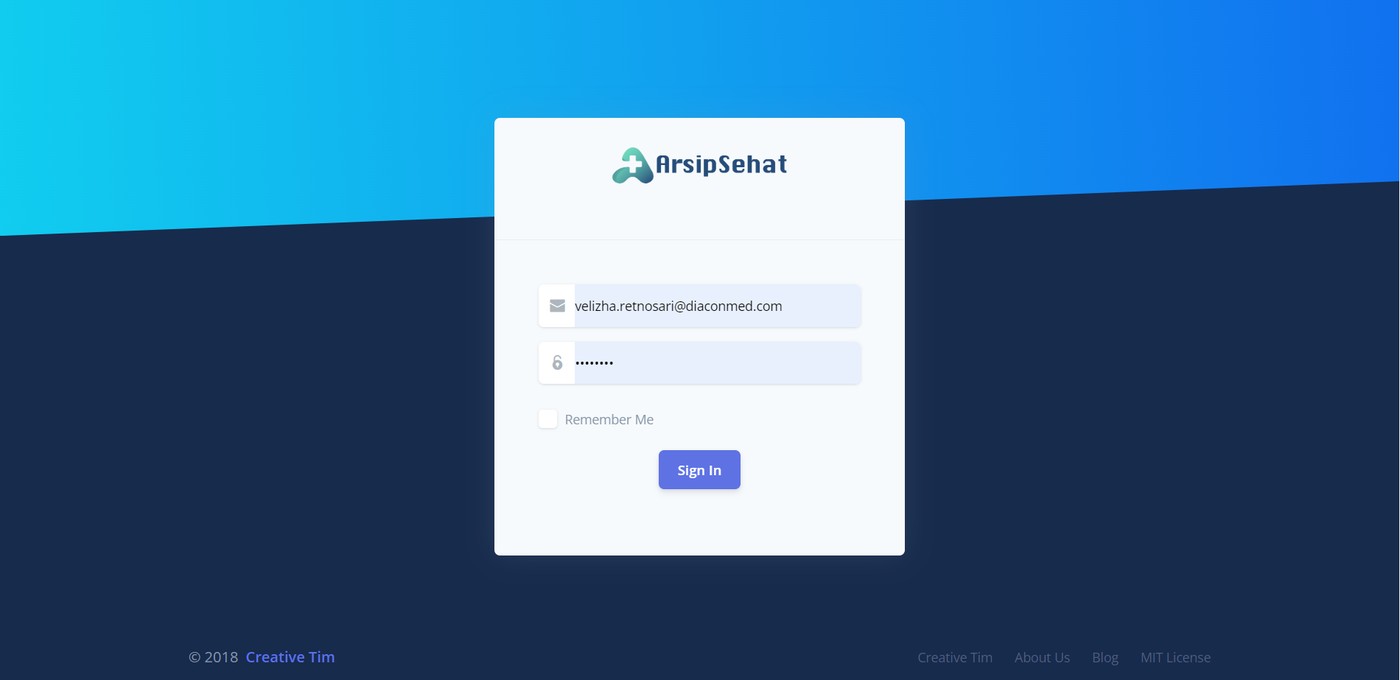 ArsipSehat
velizha.retnosari@diaconmed.com
••••••••
Remember Me
Sign In
© 2018 Creative Tim
Creative Tim About Us Blog MIT License